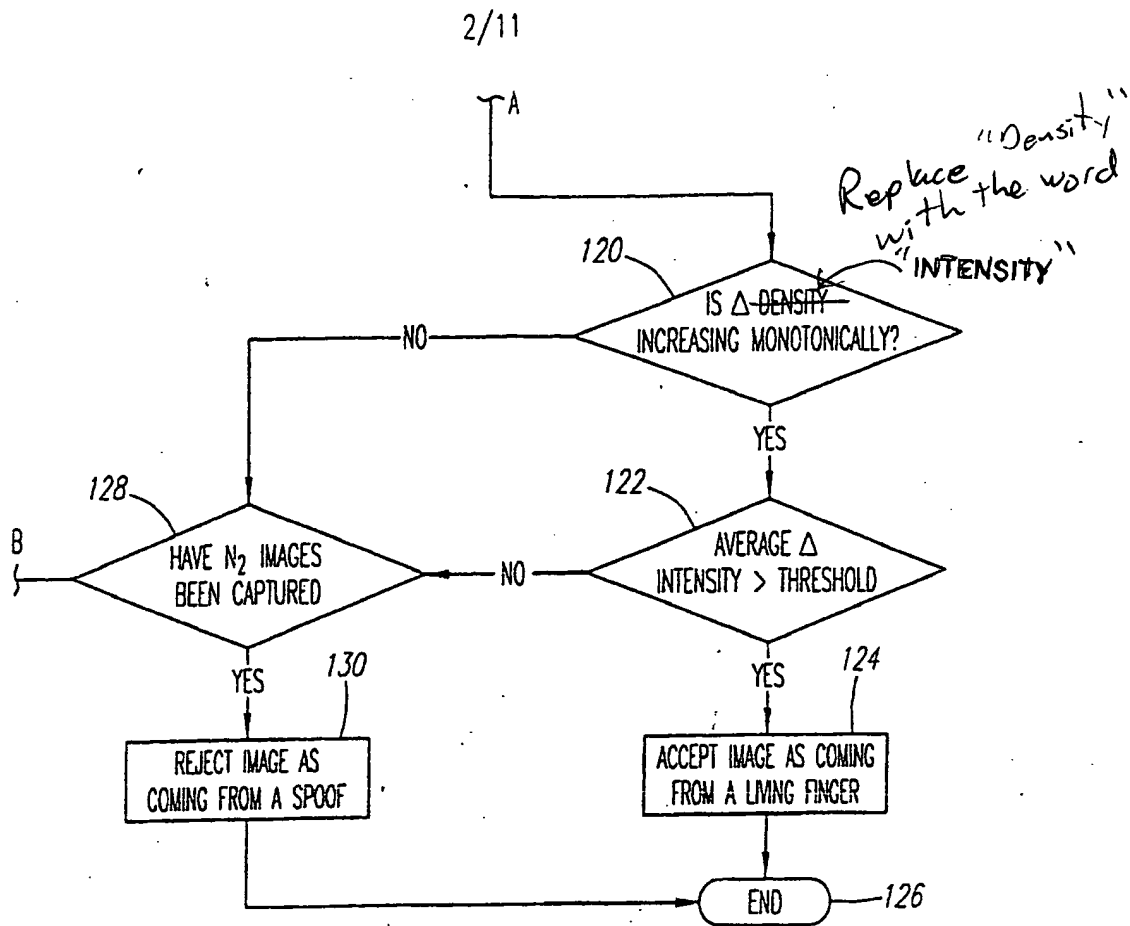 2/11
A
Replace "Density"
with the word
"INTENSITY"
120
IS Δ DENSITY
INCREASING MONOTONICALLY?
NO
YES
128
122
B
HAVE N₂ IMAGES
BEEN CAPTURED
NO
AVERAGE Δ
INTENSITY > THRESHOLD
YES
130
YES
124
REJECT IMAGE AS
COMING FROM A SPOOF
ACCEPT IMAGE AS COMING
FROM A LIVING FINGER
END
126